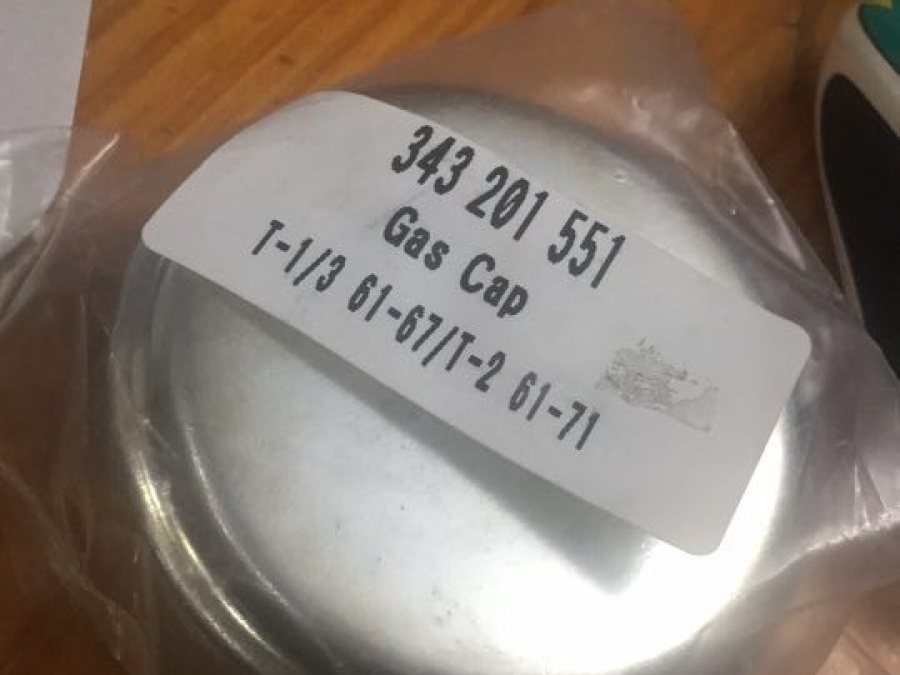 343 201 551
Gas Cap
T-1/3 61-67/T-2 61-71